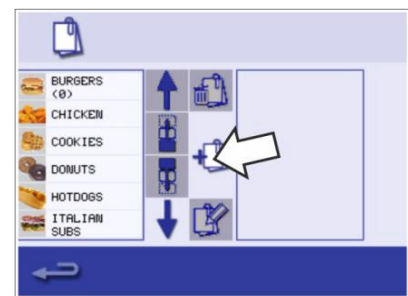 BURGERS
(0)
CHICKEN
COOKIES
DONUTS
HOTDOGS
ITALIAN
SUBS